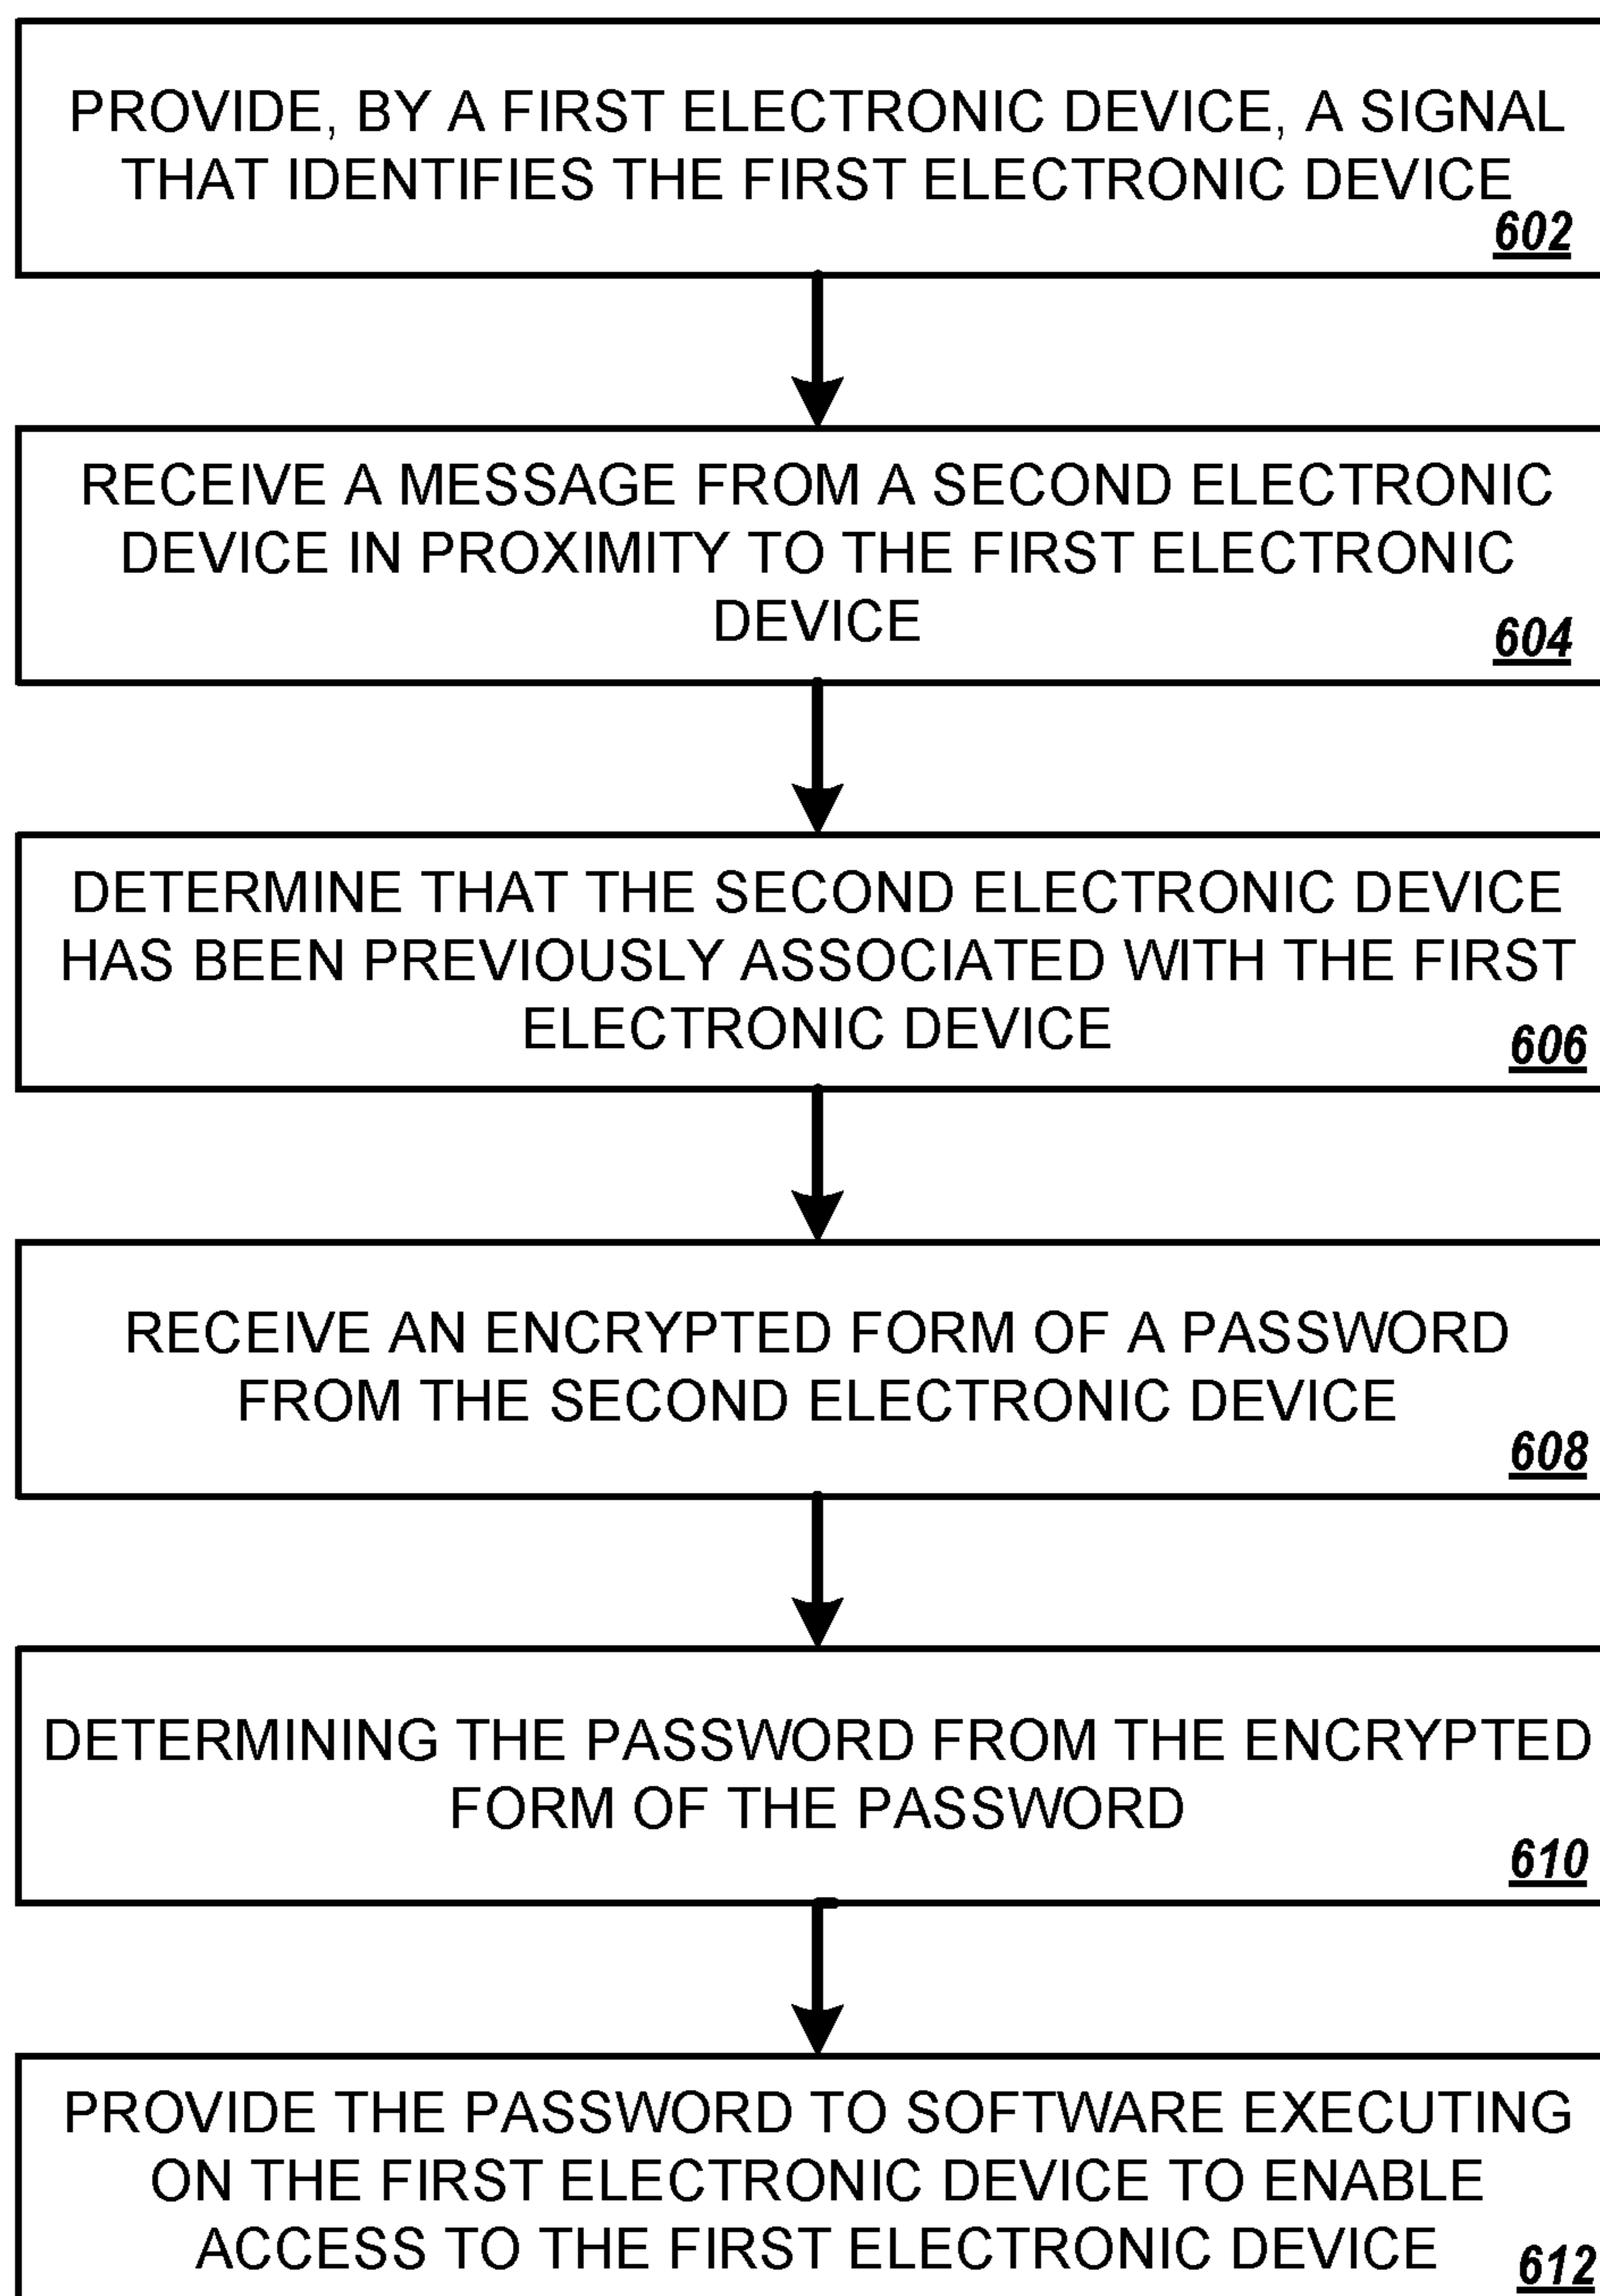 PROVIDE, BY A FIRST ELECTRONIC DEVICE, A SIGNAL
THAT IDENTIFIES THE FIRST ELECTRONIC DEVICE
602
RECEIVE A MESSAGE FROM A SECOND ELECTRONIC
DEVICE IN PROXIMITY TO THE FIRST ELECTRONIC
DEVICE
604
DETERMINE THAT THE SECOND ELECTRONIC DEVICE
HAS BEEN PREVIOUSLY ASSOCIATED WITH THE FIRST
ELECTRONIC DEVICE
606
RECEIVE AN ENCRYPTED FORM OF A PASSWORD
FROM THE SECOND ELECTRONIC DEVICE
608
DETERMINING THE PASSWORD FROM THE ENCRYPTED
FORM OF THE PASSWORD
610
PROVIDE THE PASSWORD TO SOFTWARE EXECUTING
ON THE FIRST ELECTRONIC DEVICE TO ENABLE
ACCESS TO THE FIRST ELECTRONIC DEVICE
612